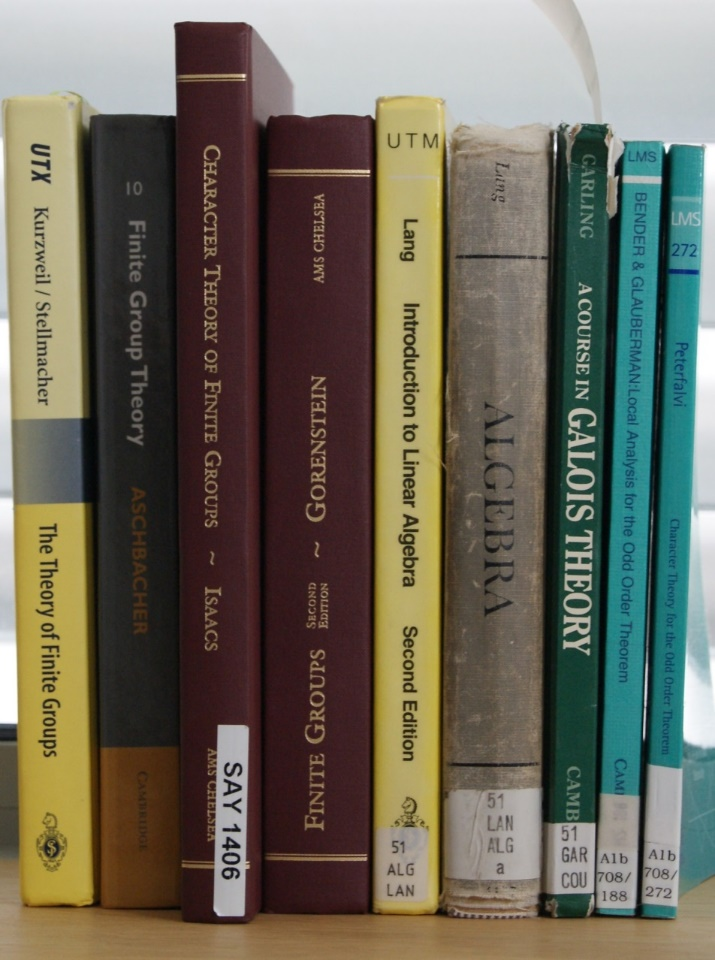 UTX
Kurzweil / Stellmacher
The Theory of Finite Groups
10
Finite Group Theory
ASCHBACHER
CAMBRIDGE
CHARACTER THEORY OF FINITE GROUPS ~ ISAACS
AMS CHELSEA
SAY 1406
AMS CHELSEA
FINITE GROUPS SECOND EDITION ~ GORENSTEIN
UTM
Lang
Introduction to Linear Algebra
Second Edition
51
ALG
LAN
Lang
ALGEBRA
51
LAN
ALG
a
GARLING
A COURSE IN GALOIS THEORY
CAMB
51
GAR
COU
LMS
BENDER & GLAUBERMAN:Local Analysis for the Odd Order Theorem
CAM
A1b
708/
188
LMS
272
Peterfalvi
Character Theory for the Odd Order Theorem
A1b
708/
272